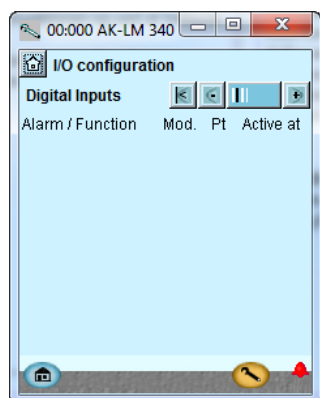 00:000 AK-LM 340
I/O configuration
Digital Inputs
Alarm / Function Mod. Pt Active at